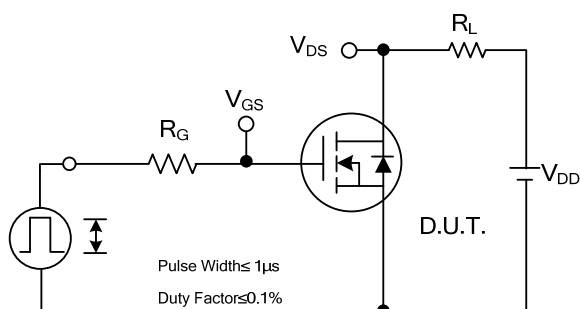 R_L
V_DS
V_GS
R_G
V_DD
D.U.T.
Pulse Width≤ 1μs
Duty Factor≤0.1%